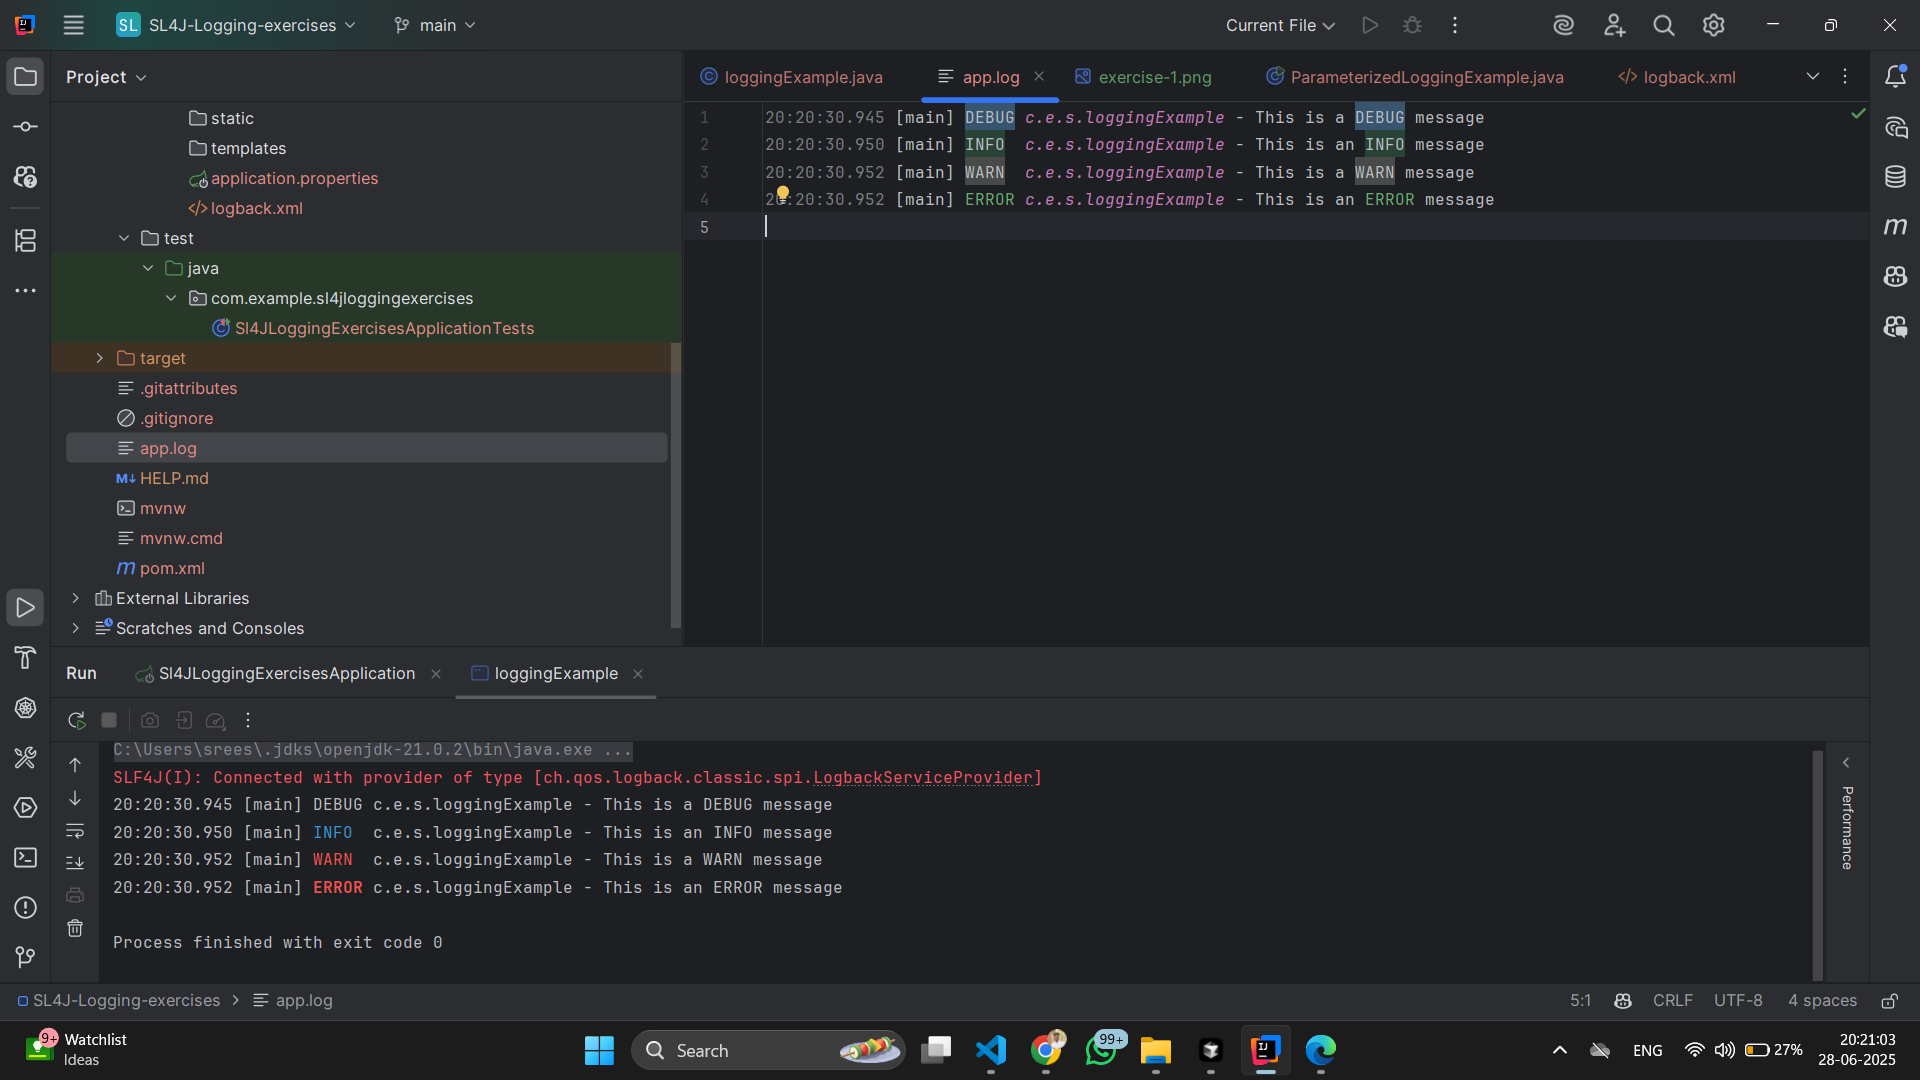 SL SL4J-Logging-exercises main Current File
Project
static
templates
application.properties
logback.xml
test
java
com.example.sl4jloggingexercises
Sl4JLoggingExercisesApplicationTests
target
.gitattributes
.gitignore
app.log
M↓ HELP.md
mvnw
mvnw.cmd
m pom.xml
External Libraries
Scratches and Consoles
loggingExample.java app.log exercise-1.png ParameterizedLoggingExample.java logback.xml
1 20:20:30.945 [main] DEBUG c.e.s.loggingExample - This is a DEBUG message
2 20:20:30.950 [main] INFO  c.e.s.loggingExample - This is an INFO message
3 20:20:30.952 [main] WARN  c.e.s.loggingExample - This is a WARN message
4 20:20:30.952 [main] ERROR c.e.s.loggingExample - This is an ERROR message
5
m
Run Sl4JLoggingExercisesApplication loggingExample
C:\Users\srees\.jdks\openjdk-21.0.2\bin\java.exe ...
SLF4J(I): Connected with provider of type [ch.qos.logback.classic.spi.LogbackServiceProvider]
20:20:30.945 [main] DEBUG c.e.s.loggingExample - This is a DEBUG message
20:20:30.950 [main] INFO  c.e.s.loggingExample - This is an INFO message
20:20:30.952 [main] WARN  c.e.s.loggingExample - This is a WARN message
20:20:30.952 [main] ERROR c.e.s.loggingExample - This is an ERROR message
Process finished with exit code 0
Performance
SL4J-Logging-exercises > app.log 5:1 CRLF UTF-8 4 spaces
9+ Watchlist
Ideas
Search
99+
ENG
27%
20:21:03
28-06-2025